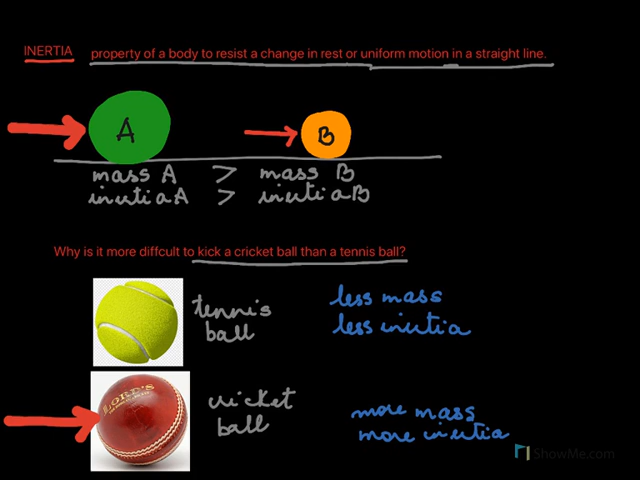 INERTIA property of a body to resist a change in rest or uniform motion in a straight line.
A
B
mass A > mass B
inertia A > inertia B
Why is it more diffcult to kick a cricket ball than a tennis ball?
tennis
ball
less mass
less inertia
LORD'S
cricket
ball
more mass
more inertia
ShowMe.com